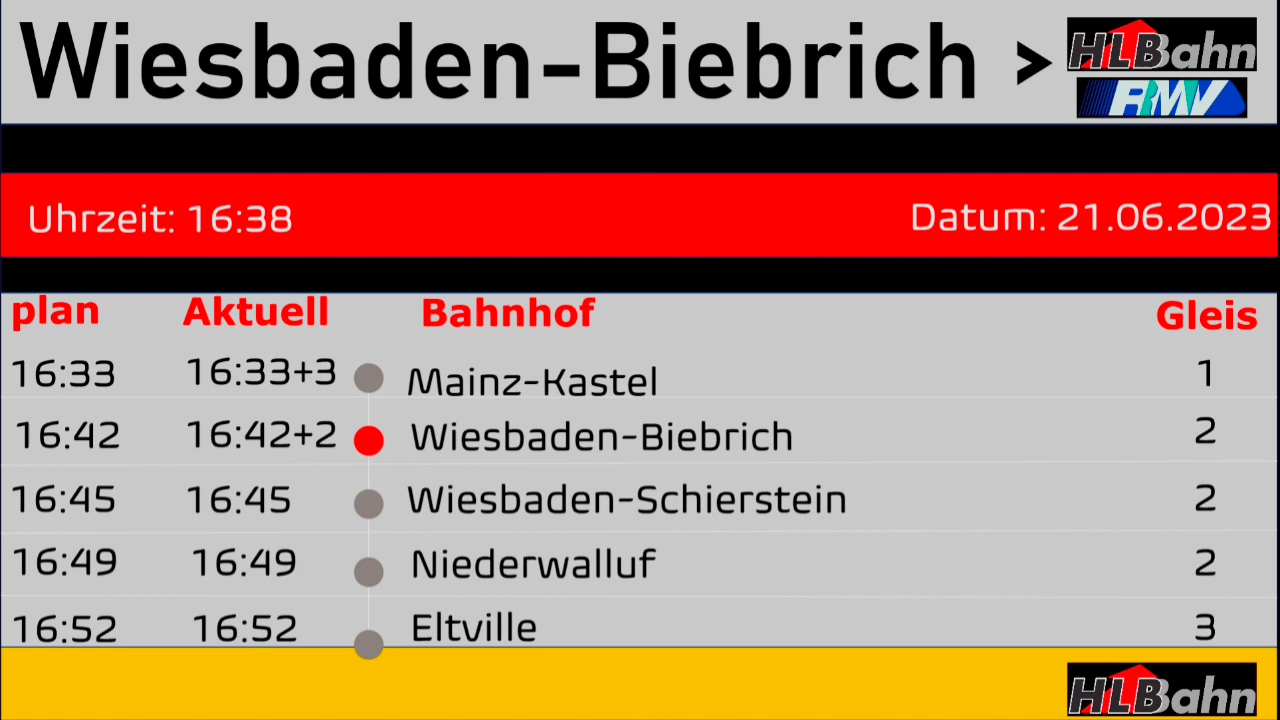 Wiesbaden-Biebrich >
HLBahn
RMV
Uhrzeit: 16:38 Datum: 21.06.2023
plan Aktuell Bahnhof Gleis
16:33 16:33+3 Mainz-Kastel 1
16:42 16:42+2 Wiesbaden-Biebrich 2
16:45 16:45 Wiesbaden-Schierstein 2
16:49 16:49 Niederwalluf 2
16:52 16:52 Eltville 3
HLBahn